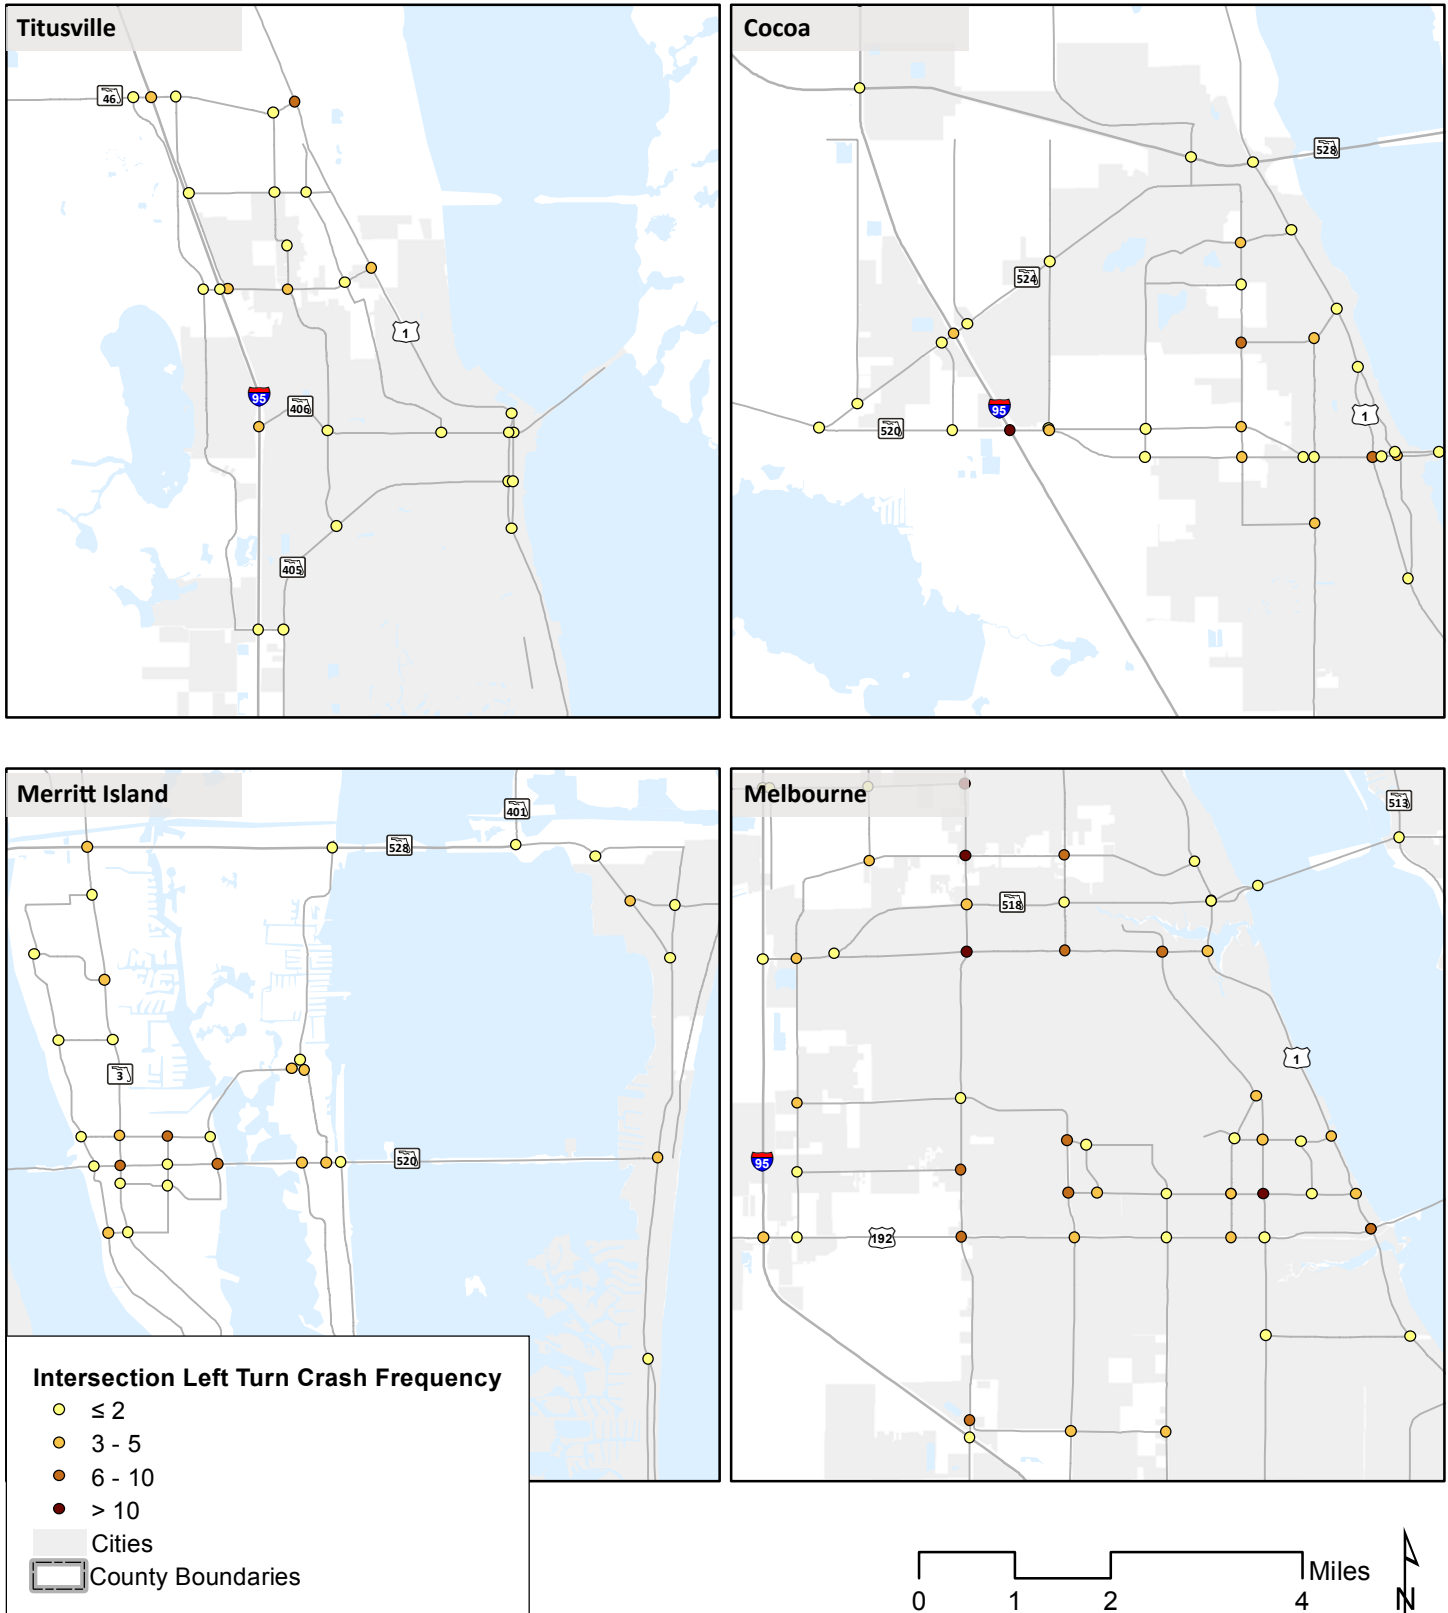 Titusville
46
1
95
406
405
Cocoa
528
524
95
520
1
Merritt Island
401
528
3
520
Melbourne
513
518
1
95
192
Intersection Left Turn Crash Frequency
≤ 2
3 - 5
6 - 10
> 10
Cities
County Boundaries
Miles
0 1 2 4
N